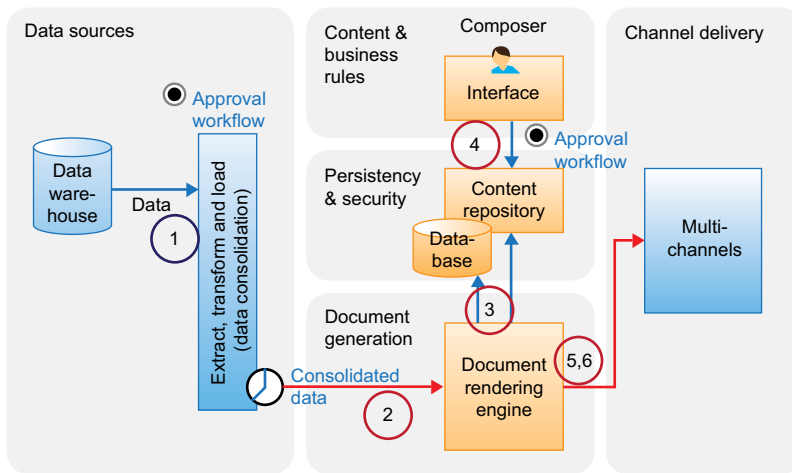 Data sources
Approval
workflow
Data
ware-
house
Data
1
Extract, transform and load
(data consolidation)
Consolidated
data
2
Content &
business
rules
Composer
Interface
4
Approval
workflow
Persistency
& security
Content
repository
Data-
base
3
Document
generation
Document
rendering
engine
5,6
Channel delivery
Multi-
channels